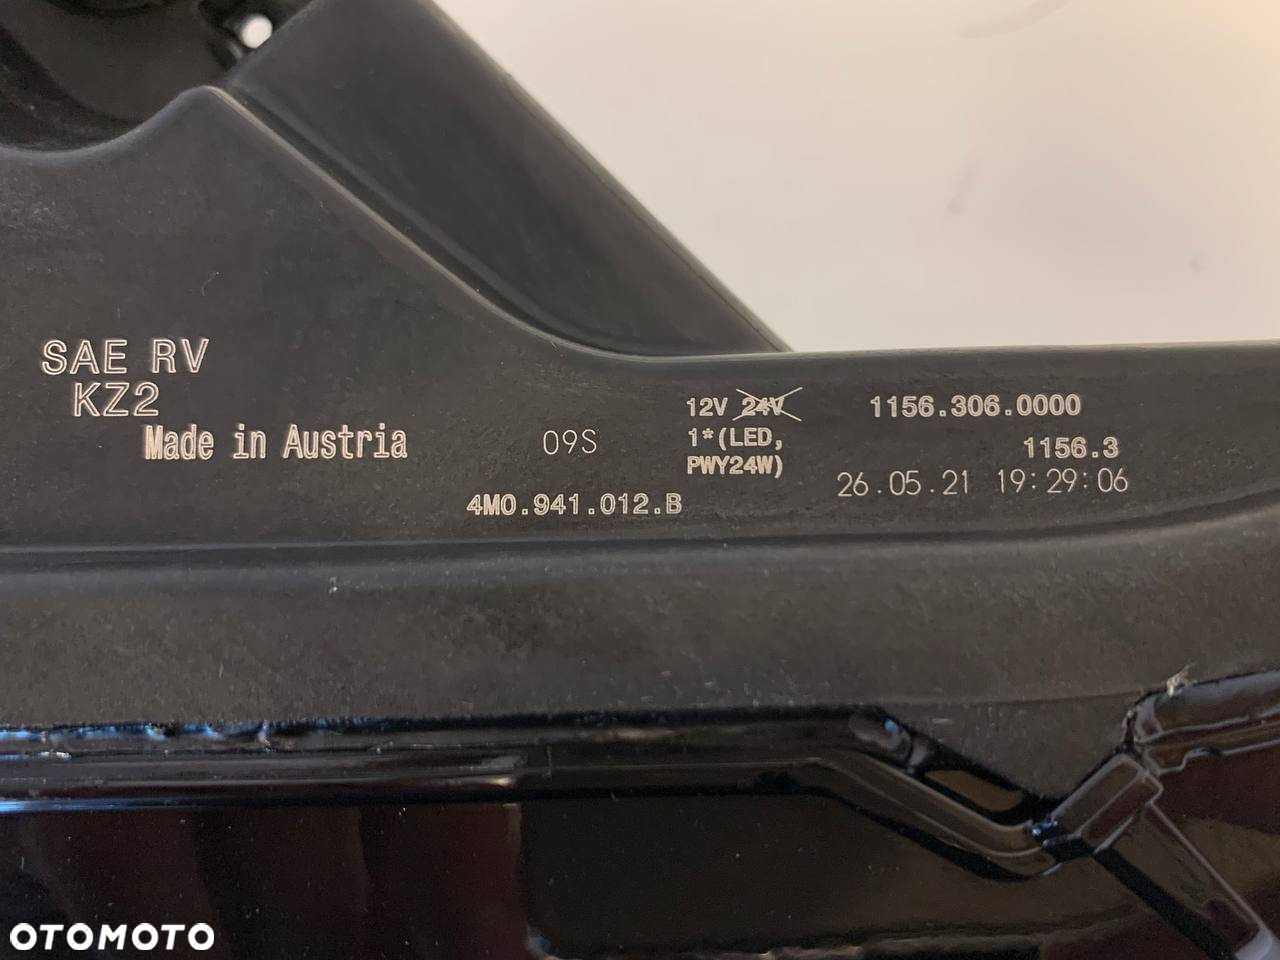 SAE RV
KZ2
Made in Austria
09S
4M0.941.012.B
12V 24V
1*(LED,
PWY24W)
1156.306.0000
1156.3
26.05.21 19:29:06
OTOMOTO